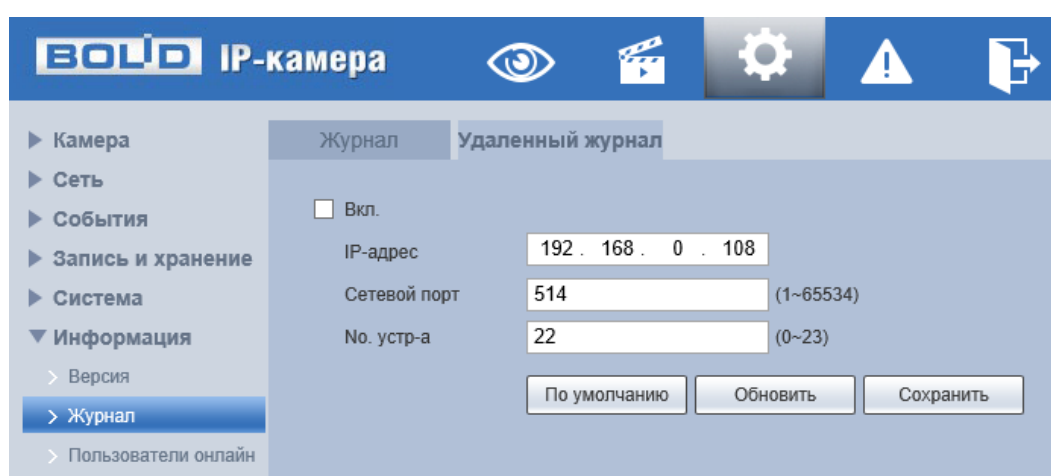 BOLID IP-камера
Камера
Сеть
События
Запись и хранение
Система
Информация
Версия
Журнал
Пользователи онлайн
Журнал Удаленный журнал
Вкл.
IP-адрес 192 . 168 . 0 . 108
Сетевой порт 514 (1~65534)
No. устр-а 22 (0~23)
По умолчанию Обновить Сохранить